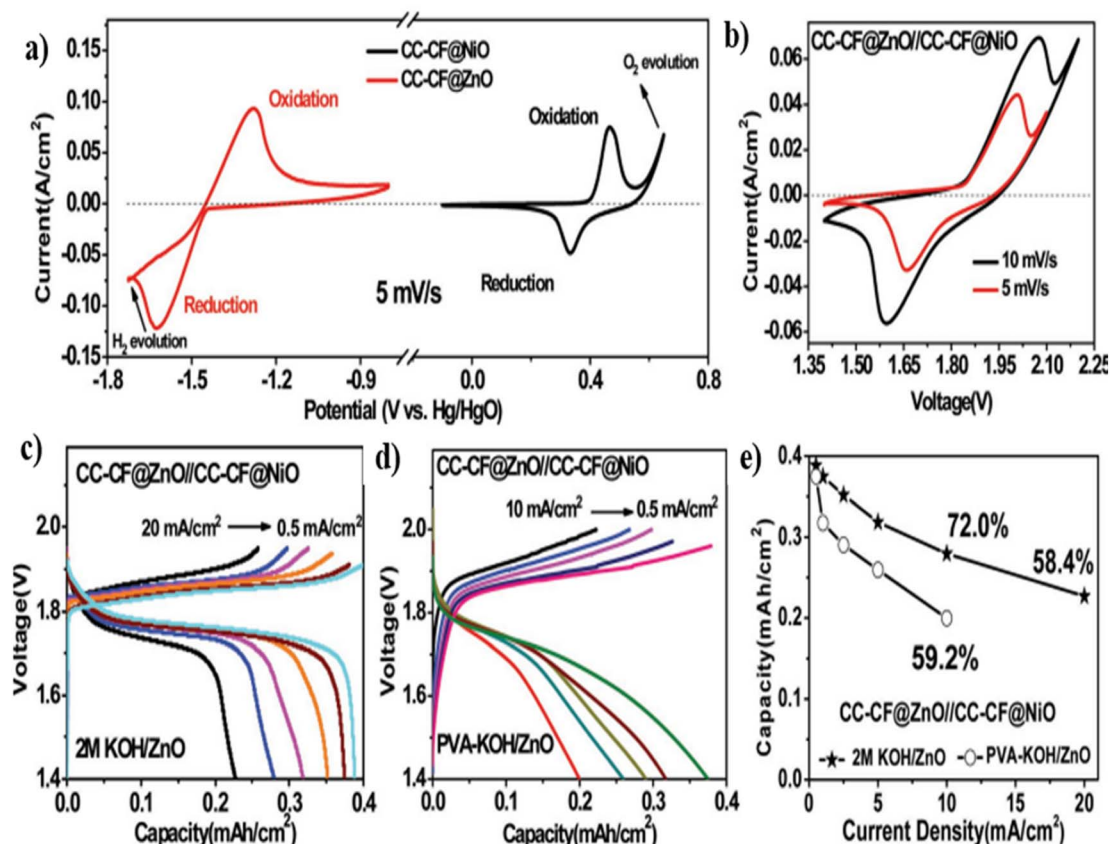 a)
CC-CF@NiO
CC-CF@ZnO
O2 evolution
Oxidation
Oxidation
Reduction
Reduction
H2 evolution
5 mV/s
Current(A/cm2)
0.15
0.10
0.05
0.00
-0.05
-0.10
-0.15
-1.8 -1.5 -1.2 -0.9 0.0 0.4 0.8
Potential (V vs. Hg/HgO)
b)
CC-CF@ZnO//CC-CF@NiO
Current(A/cm2)
0.06
0.04
0.02
0.00
-0.02
-0.04
-0.06
10 mV/s
5 mV/s
1.35 1.50 1.65 1.80 1.95 2.10 2.25
Voltage(V)
c)
CC-CF@ZnO//CC-CF@NiO
20 mA/cm2 0.5 mA/cm2
Voltage(V)
2.0
1.8
1.6
1.4
2M KOH/ZnO
0.0 0.1 0.2 0.3 0.4
Capacity(mAh/cm2)
d)
CC-CF@ZnO//CC-CF@NiO
10 mA/cm2 0.5 mA/cm2
Voltage(V)
2.0
1.8
1.6
1.4
PVA-KOH/ZnO
0.0 0.1 0.2 0.3 0.4
Capacity(mAh/cm2)
e)
Capacity(mAh/cm2)
0.4
0.3
0.2
0.1
0.0
72.0%
58.4%
59.2%
CC-CF@ZnO//CC-CF@NiO
2M KOH/ZnO PVA-KOH/ZnO
0 5 10 15 20
Current Density(mA/cm2)